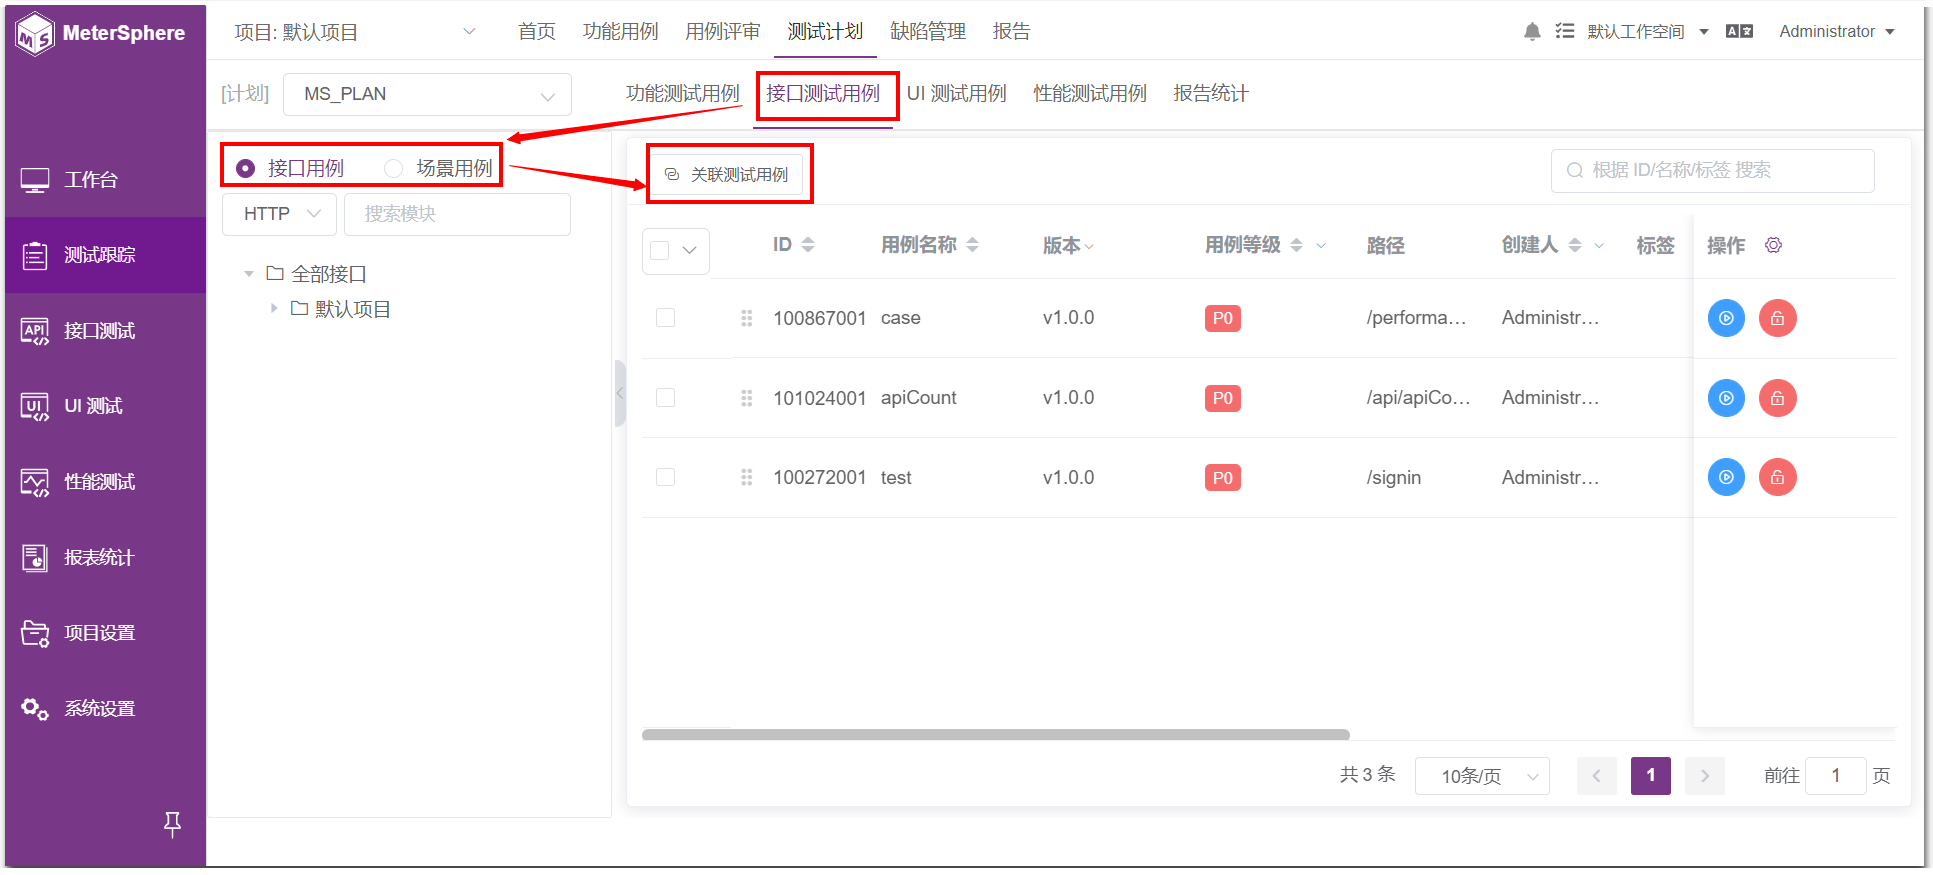 MeterSphere
项目: 默认项目
首页
功能用例
用例评审
测试计划
缺陷管理
报告
默认工作空间
Administrator
[计划]
MS_PLAN
功能测试用例
接口测试用例
UI 测试用例
性能测试用例
报告统计
工作台
测试跟踪
接口测试
UI 测试
性能测试
报表统计
项目设置
系统设置
接口用例
场景用例
HTTP
搜索模块
全部接口
默认项目
关联测试用例
根据 ID/名称/标签 搜索
ID 用例名称 版本 用例等级 路径 创建人 标签 操作
100867001 case v1.0.0 P0 /performa... Administr...
101024001 apiCount v1.0.0 P0 /api/apiCo... Administr...
100272001 test v1.0.0 P0 /signin Administr...
共 3 条
10条/页
1
前往 1 页